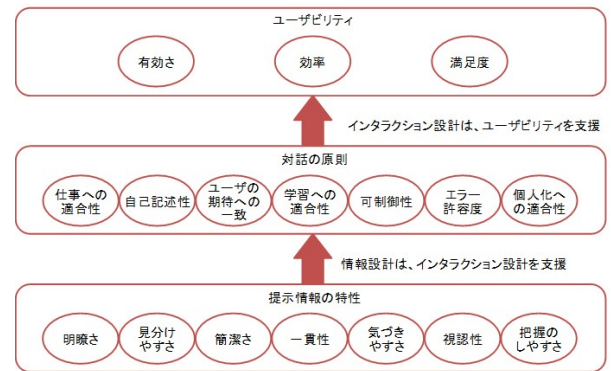 ユーザビリティ
有効さ
効率
満足度
インタラクション設計は、ユーザビリティを支援
対話の原則
仕事への
適合性
自己記述性
ユーザの
期待への
一致
学習への
適合性
可制御性
エラー
許容度
個人化へ
の適合性
情報設計は、インタラクション設計を支援
提示情報の特性
明瞭さ
見分け
やすさ
簡潔さ
一貫性
気づき
やすさ
視認性
把握の
しやすさ